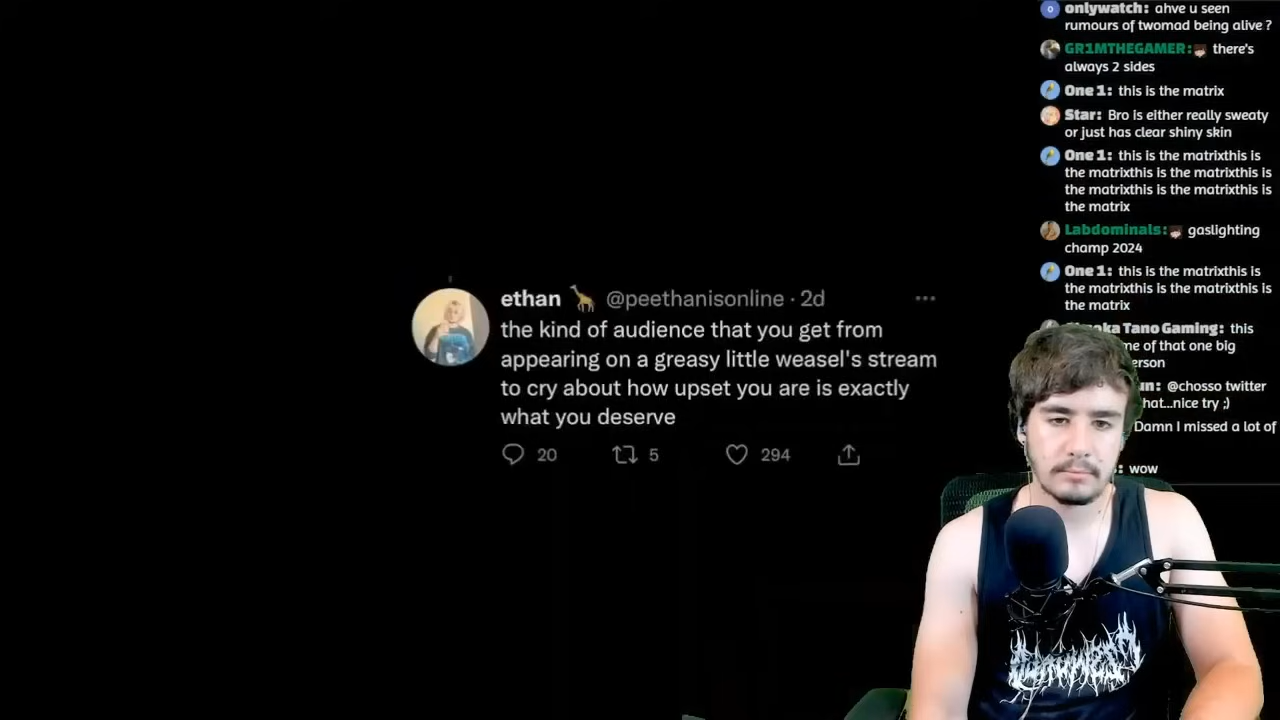 ethan @peethanisonline · 2d
the kind of audience that you get from
appearing on a greasy little weasel's stream
to cry about how upset you are is exactly
what you deserve
20 5 294
onlywatch: ahve u seen
rumours of twomad being alive ?
GR1MTHEGAMER: there's
always 2 sides
One 1: this is the matrix
Star: Bro is either really sweaty
or just has clear shiny skin
One 1: this is the matrixthis is
the matrixthis is the matrixthis is
the matrixthis is the matrixthis is
the matrix
Labdominals: gaslighting
champ 2024
One 1: this is the matrixthis is
the matrixthis is the matrixthis is
the matrix
Tano Gaming: this
me of that one big
erson
@chosso twitter
hat...nice try ;)
Damn I missed a lot of
: wow